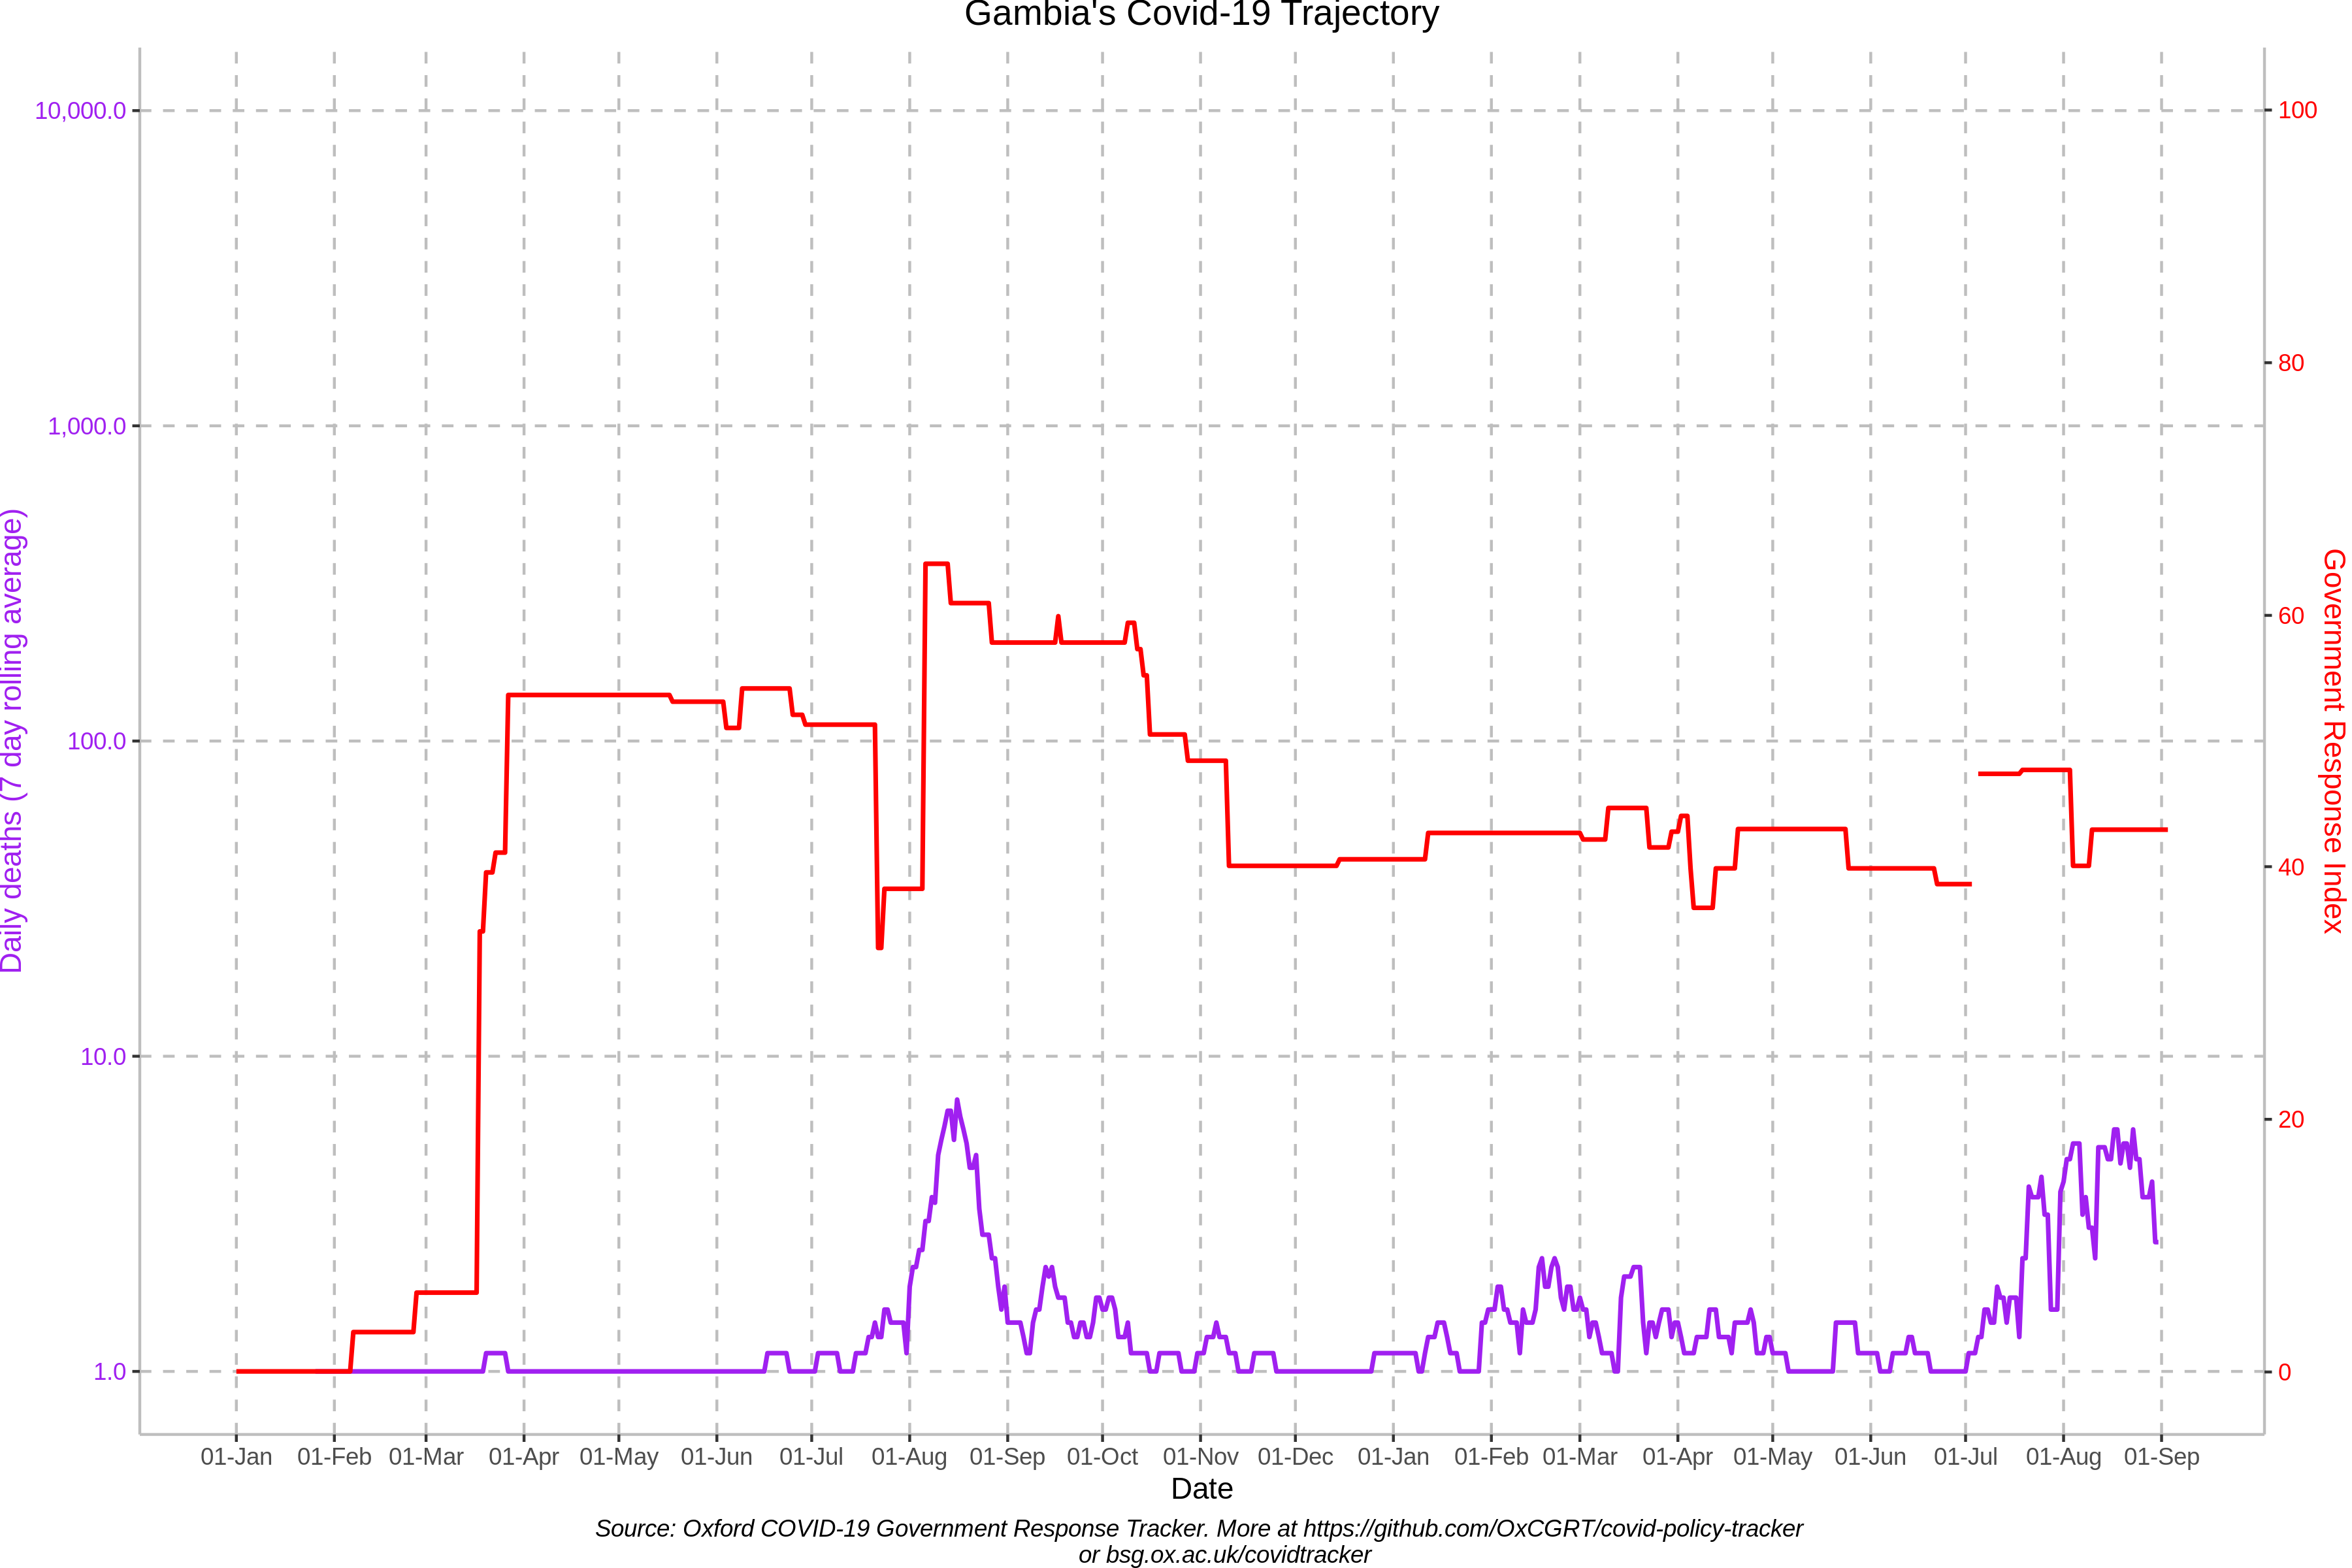 Gambia's Covid-19 Trajectory
10,000.0
1,000.0
100.0
10.0
1.0
Daily deaths (7 day rolling average)
100
80
60
40
20
0
Government Response Index
01-Jan 01-Feb 01-Mar 01-Apr 01-May 01-Jun 01-Jul 01-Aug 01-Sep 01-Oct 01-Nov 01-Dec 01-Jan 01-Feb 01-Mar 01-Apr 01-May 01-Jun 01-Jul 01-Aug 01-Sep
Date
Source: Oxford COVID-19 Government Response Tracker. More at https://github.com/OxCGRT/covid-policy-tracker
or bsg.ox.ac.uk/covidtracker